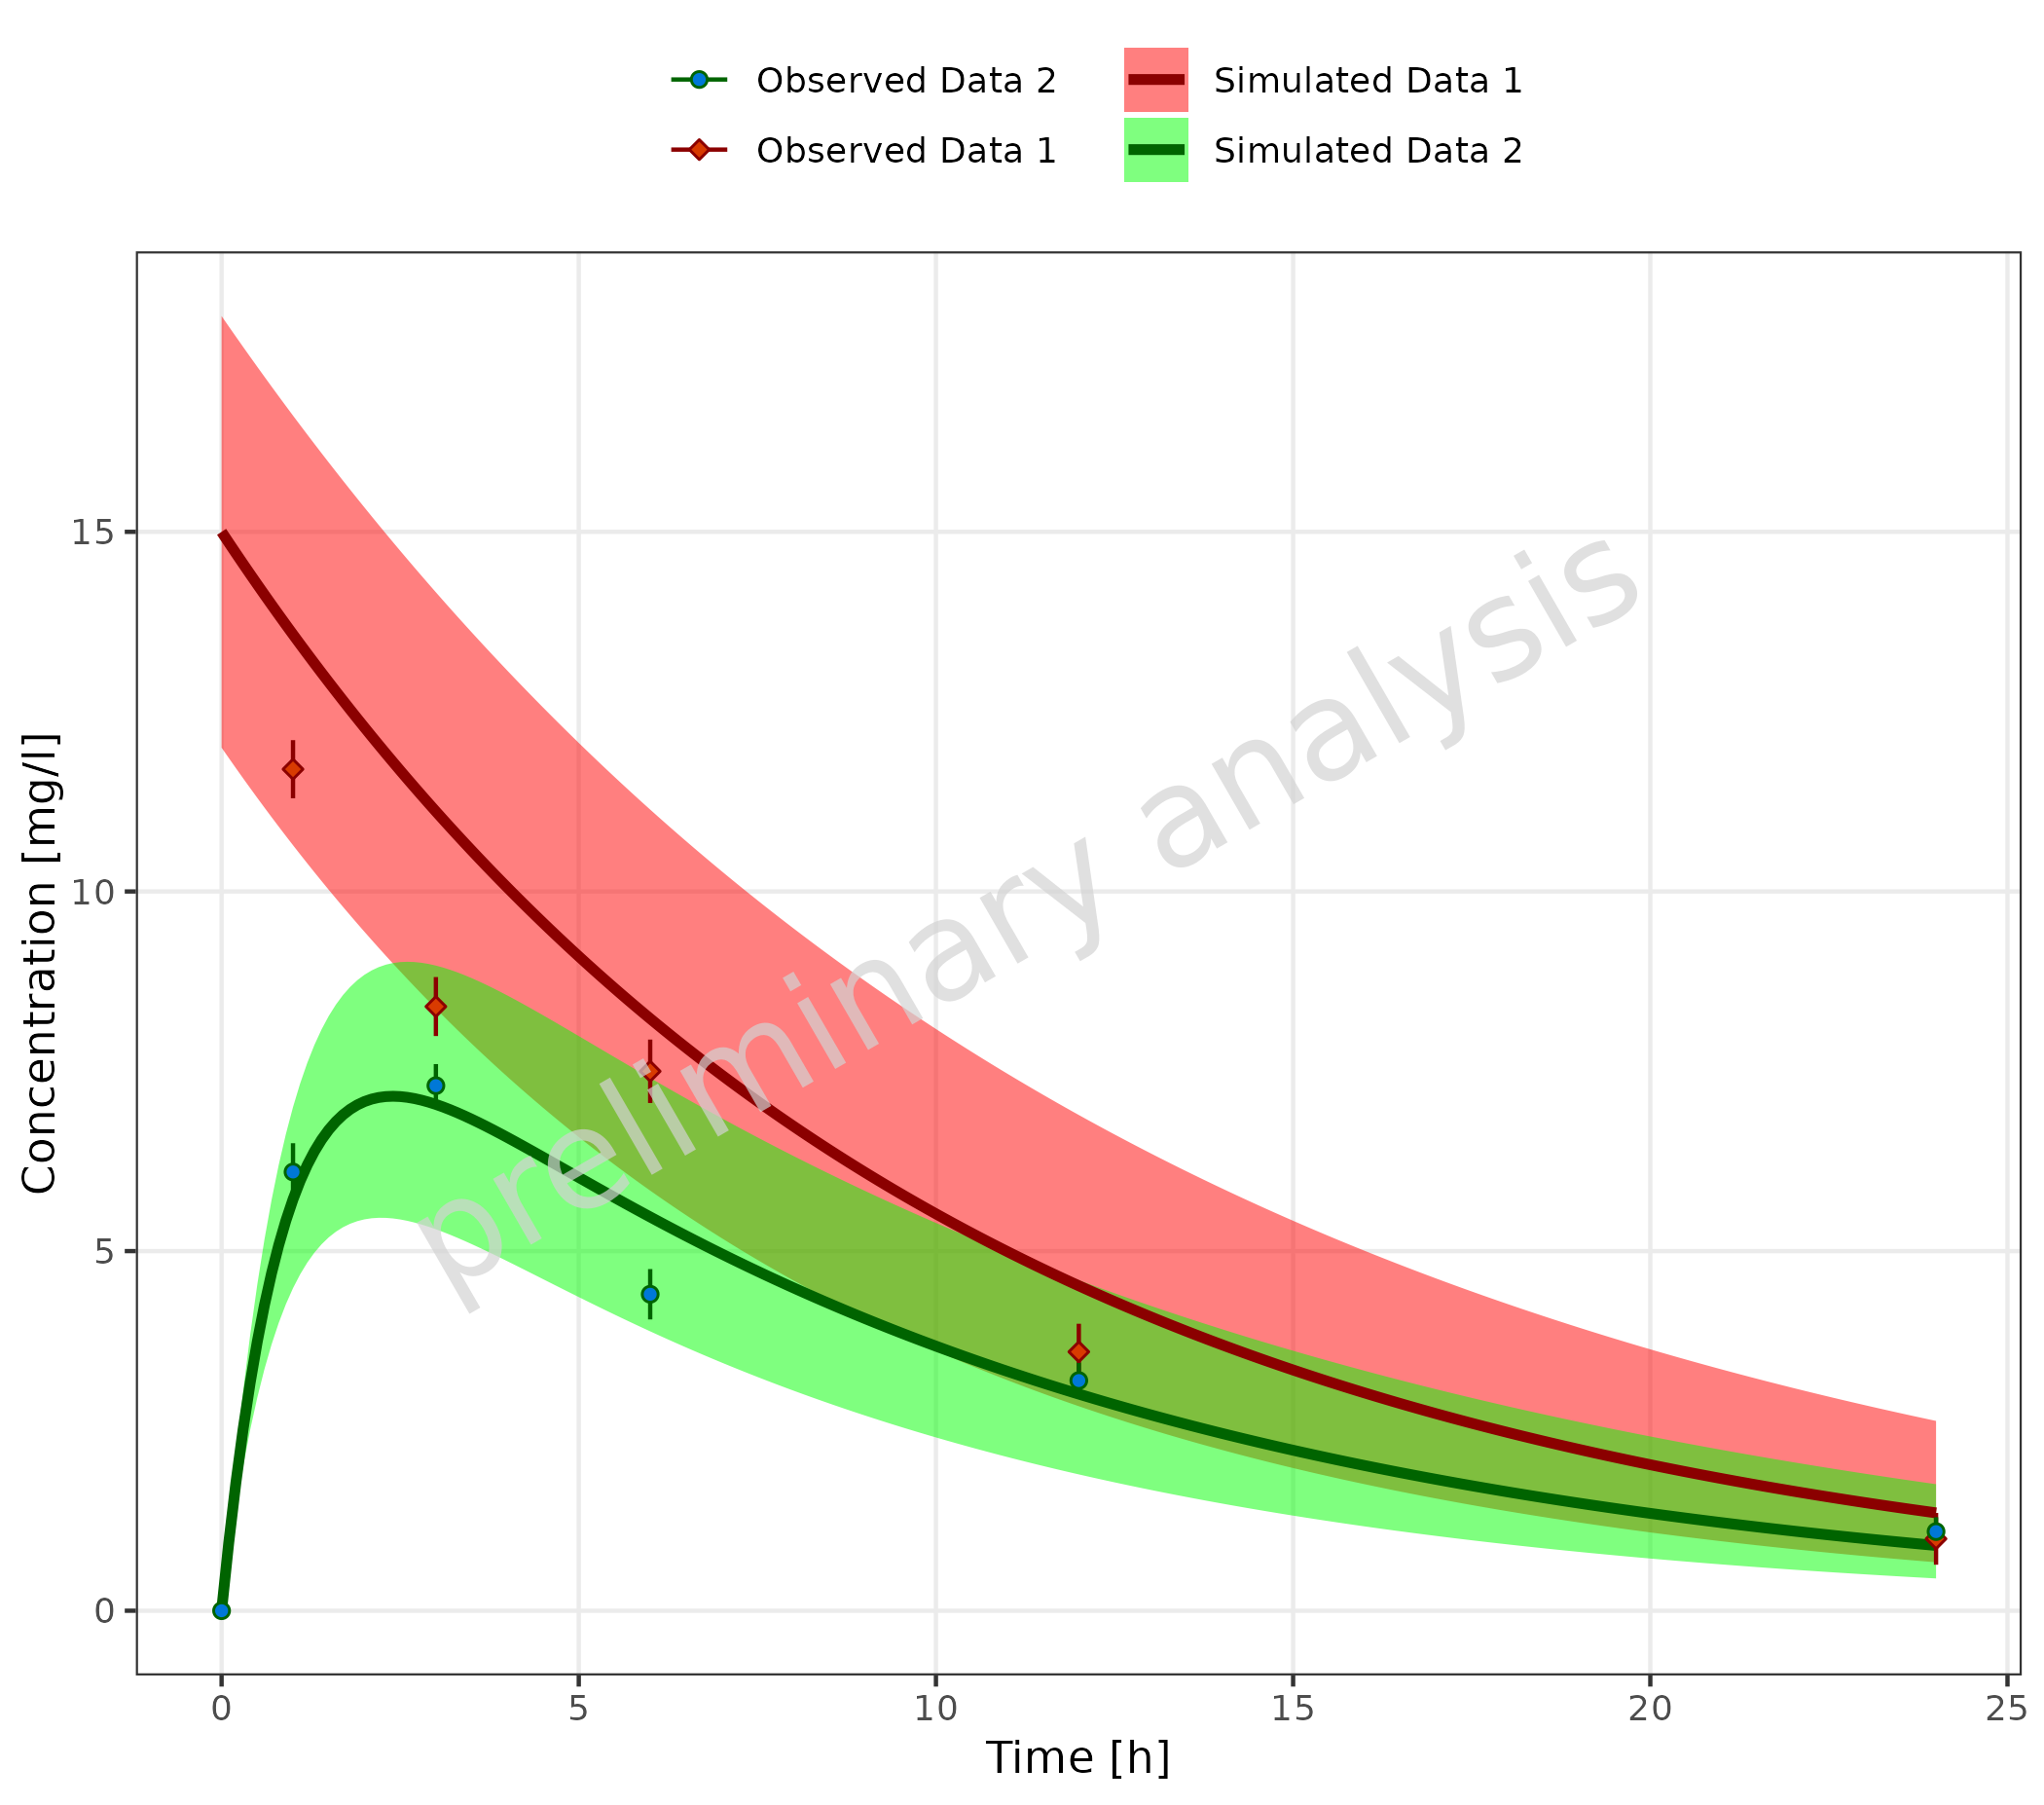 Observed Data 2
Simulated Data 1
Observed Data 1
Simulated Data 2
Concentration [mg/l]
15
10
5
0
preliminary analysis
0
5
10
15
20
25
Time [h]